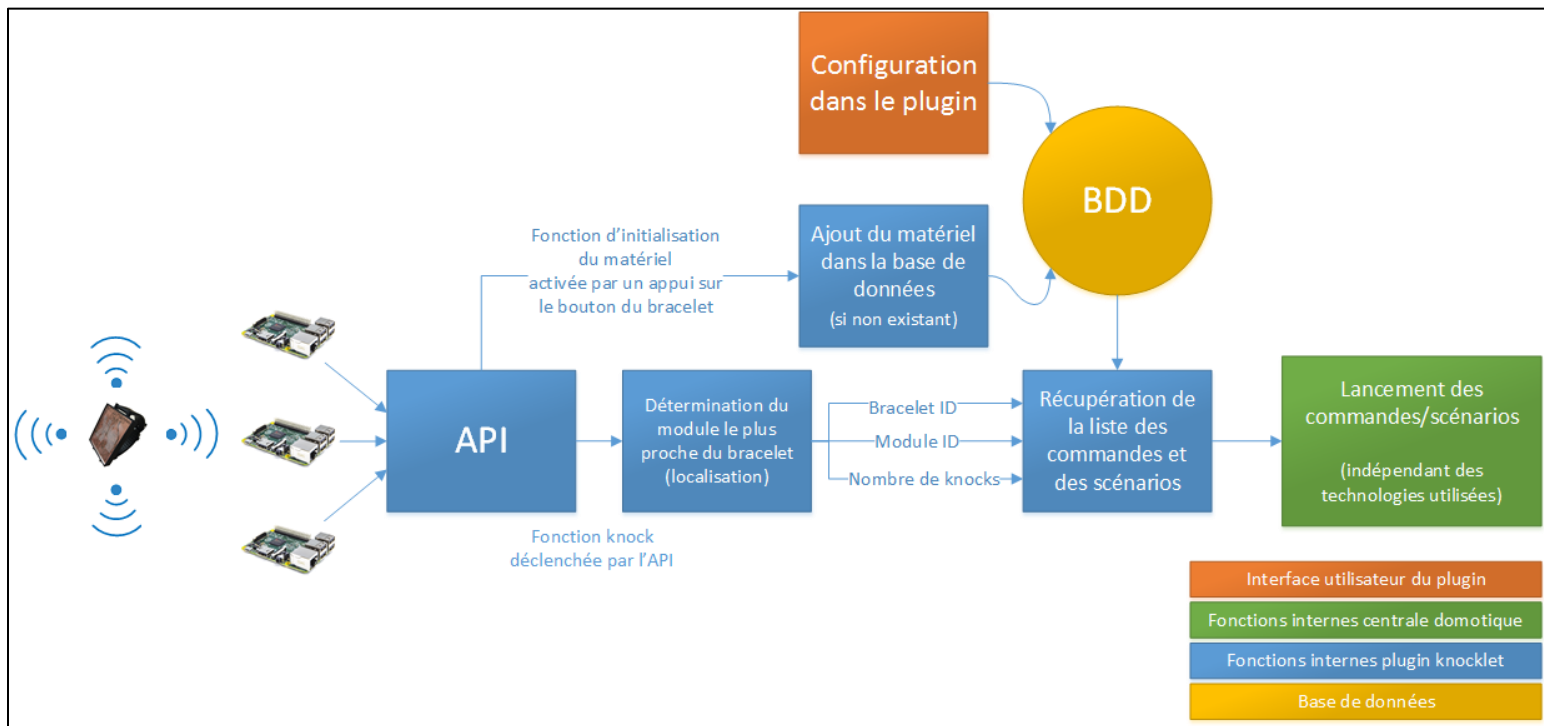 Configuration
dans le plugin
BDD
Fonction d'initialisation
du matériel
activée par un appui sur
le bouton du bracelet
Ajout du matériel
dans la base de
données
(si non existant)
API
Détermination du
module le plus
proche du bracelet
(localisation)
Bracelet ID
Module ID
Nombre de knocks
Récupération de
la liste des
commandes et
des scénarios
Lancement des
commandes/scénarios
(indépendant des
technologies utilisées)
Fonction knock
déclenchée par l'API
Interface utilisateur du plugin
Fonctions internes centrale domotique
Fonctions internes plugin knocklet
Base de données